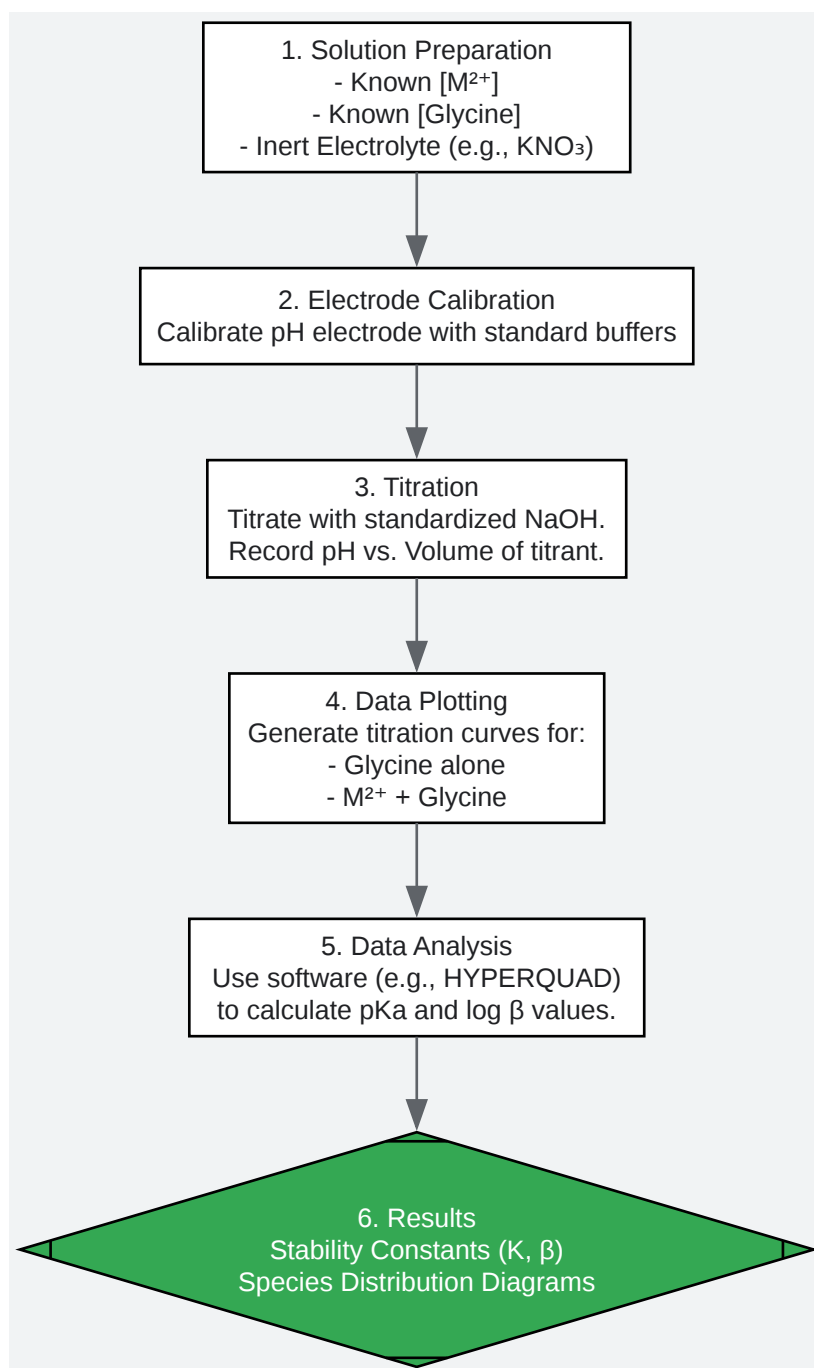 1. Solution Preparation
- Known [M²⁺]
- Known [Glycine]
- Inert Electrolyte (e.g., KNO₃)
2. Electrode Calibration
Calibrate pH electrode with standard buffers
3. Titration
Titrate with standardized NaOH.
Record pH vs. Volume of titrant.
4. Data Plotting
Generate titration curves for:
- Glycine alone
- M²⁺ + Glycine
5. Data Analysis
Use software (e.g., HYPERQUAD)
to calculate pKa and log β values.
6. Results
Stability Constants (K, β)
Species Distribution Diagrams